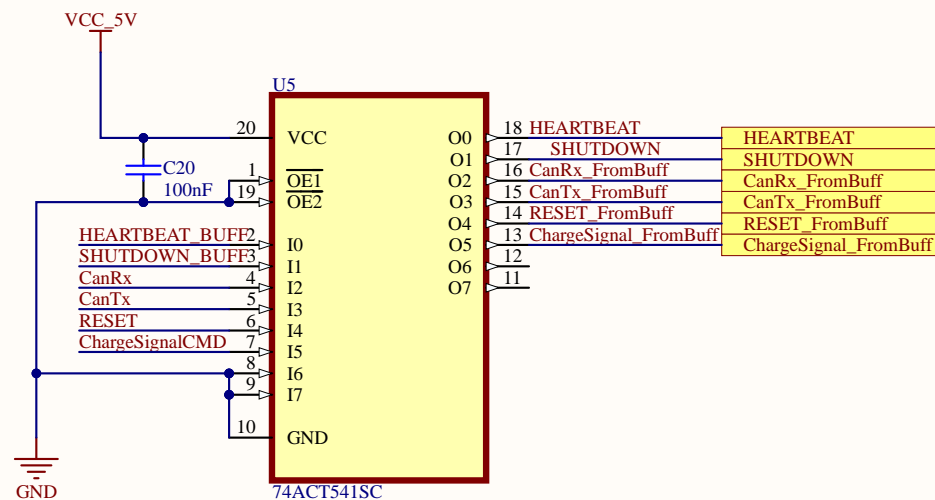 VCC_5V
U5
20 VCC
C20
100nF
1 OE1
19 OE2
HEARTBEAT_BUFF 2 I0
SHUTDOWN_BUFF 3 I1
CanRx 4 I2
CanTx 5 I3
RESET 6 I4
ChargeSignalCMD 7 I5
8 I6
9 I7
10 GND
O0 18 HEARTBEAT HEARTBEAT
O1 17 SHUTDOWN SHUTDOWN
O2 16 CanRx_FromBuff CanRx_FromBuff
O3 15 CanTx_FromBuff CanTx_FromBuff
O4 14 RESET_FromBuff RESET_FromBuff
O5 13 ChargeSignal_FromBuff ChargeSignal_FromBuff
O6 12
O7 11
74ACT541SC
GND